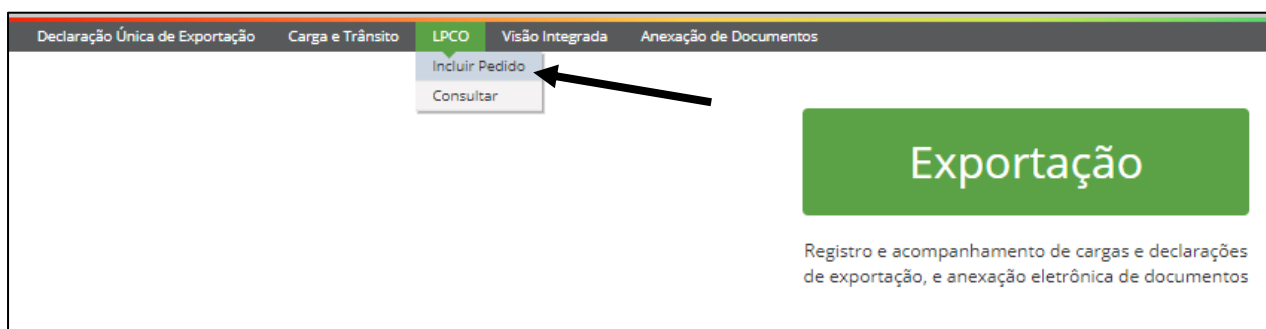 Declaração Única de Exportação Carga e Trânsito LPCO Visão Integrada Anexação de Documentos
Incluir Pedido
Consultar
Exportação
Registro e acompanhamento de cargas e declarações
de exportação, e anexação eletrônica de documentos